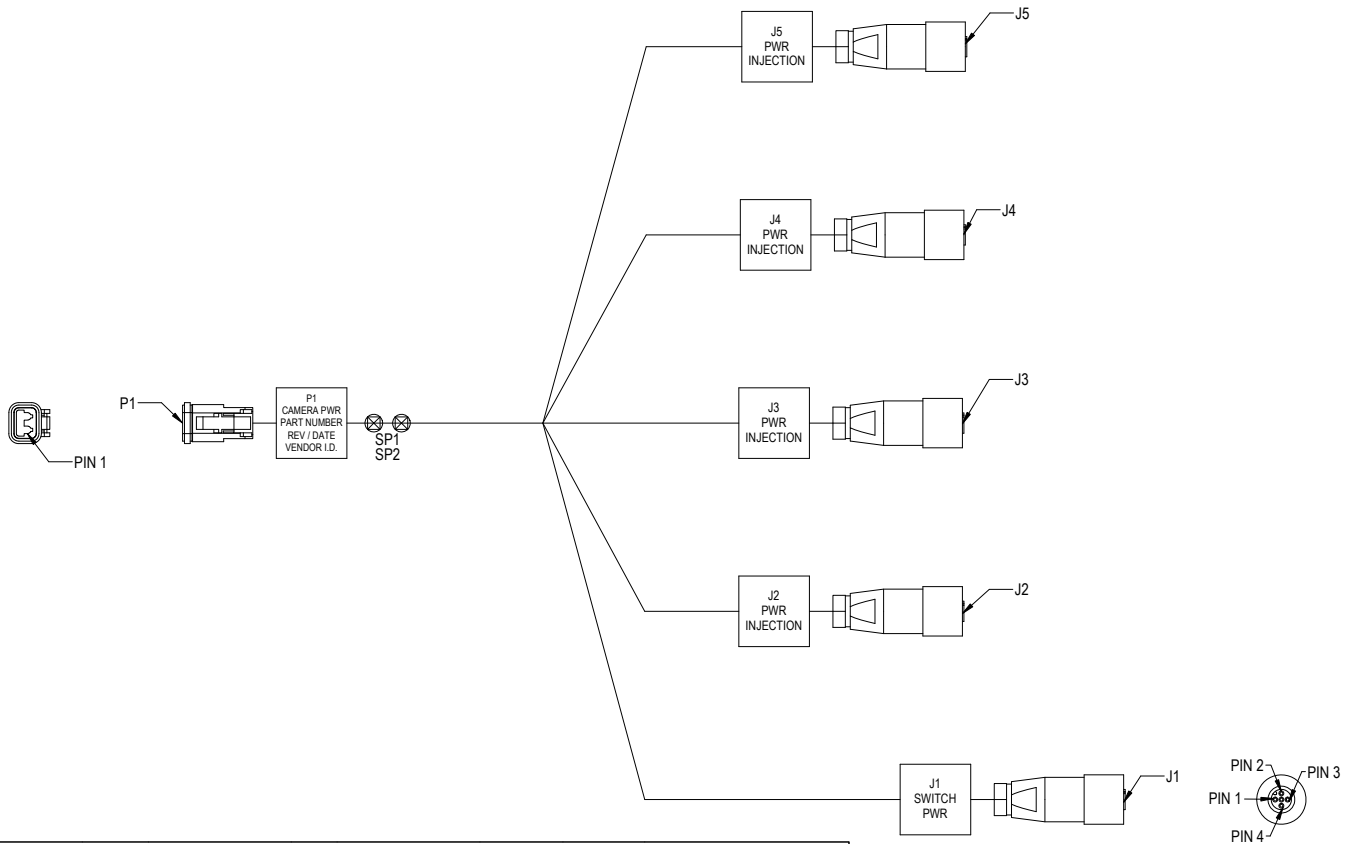 J5
PWR
INJECTION
J5
J4
PWR
INJECTION
J4
P1
P1
CAMERA PWR
PART NUMBER
REV / DATE
VENDOR I.D.
SP1
SP2
PIN 1
J3
PWR
INJECTION
J3
J2
PWR
INJECTION
J2
J1
SWITCH
PWR
J1
PIN 2
PIN 3
PIN 1
PIN 4